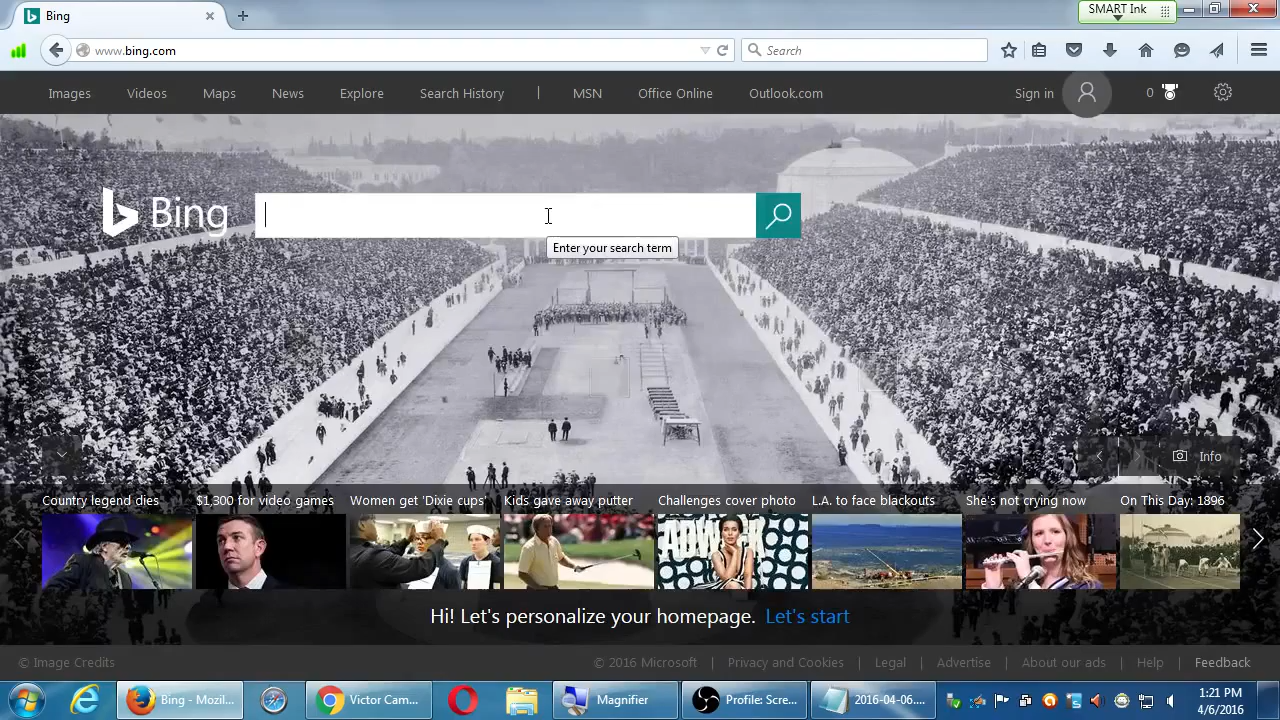 Bing
SMART Ink
www.bing.com
Search
Images
Videos
Maps
News
Explore
Search History
|
MSN
Office Online
Outlook.com
Sign in
0
Bing
Enter your search term
Info
Country legend dies
$1,300 for video games
Women get 'Dixie cups'
Kids gave away putter
Challenges cover photo
L.A. to face blackouts
She's not crying now
On This Day: 1896
Hi! Let's personalize your homepage. Let's start
© Image Credits
© 2016 Microsoft | Privacy and Cookies | Legal | Advertise | About our ads | Help | Feedback
Bing - Mozil...
Victor Cam...
Magnifier
Profile: Scre...
2016-04-06....
1:21 PM
4/6/2016